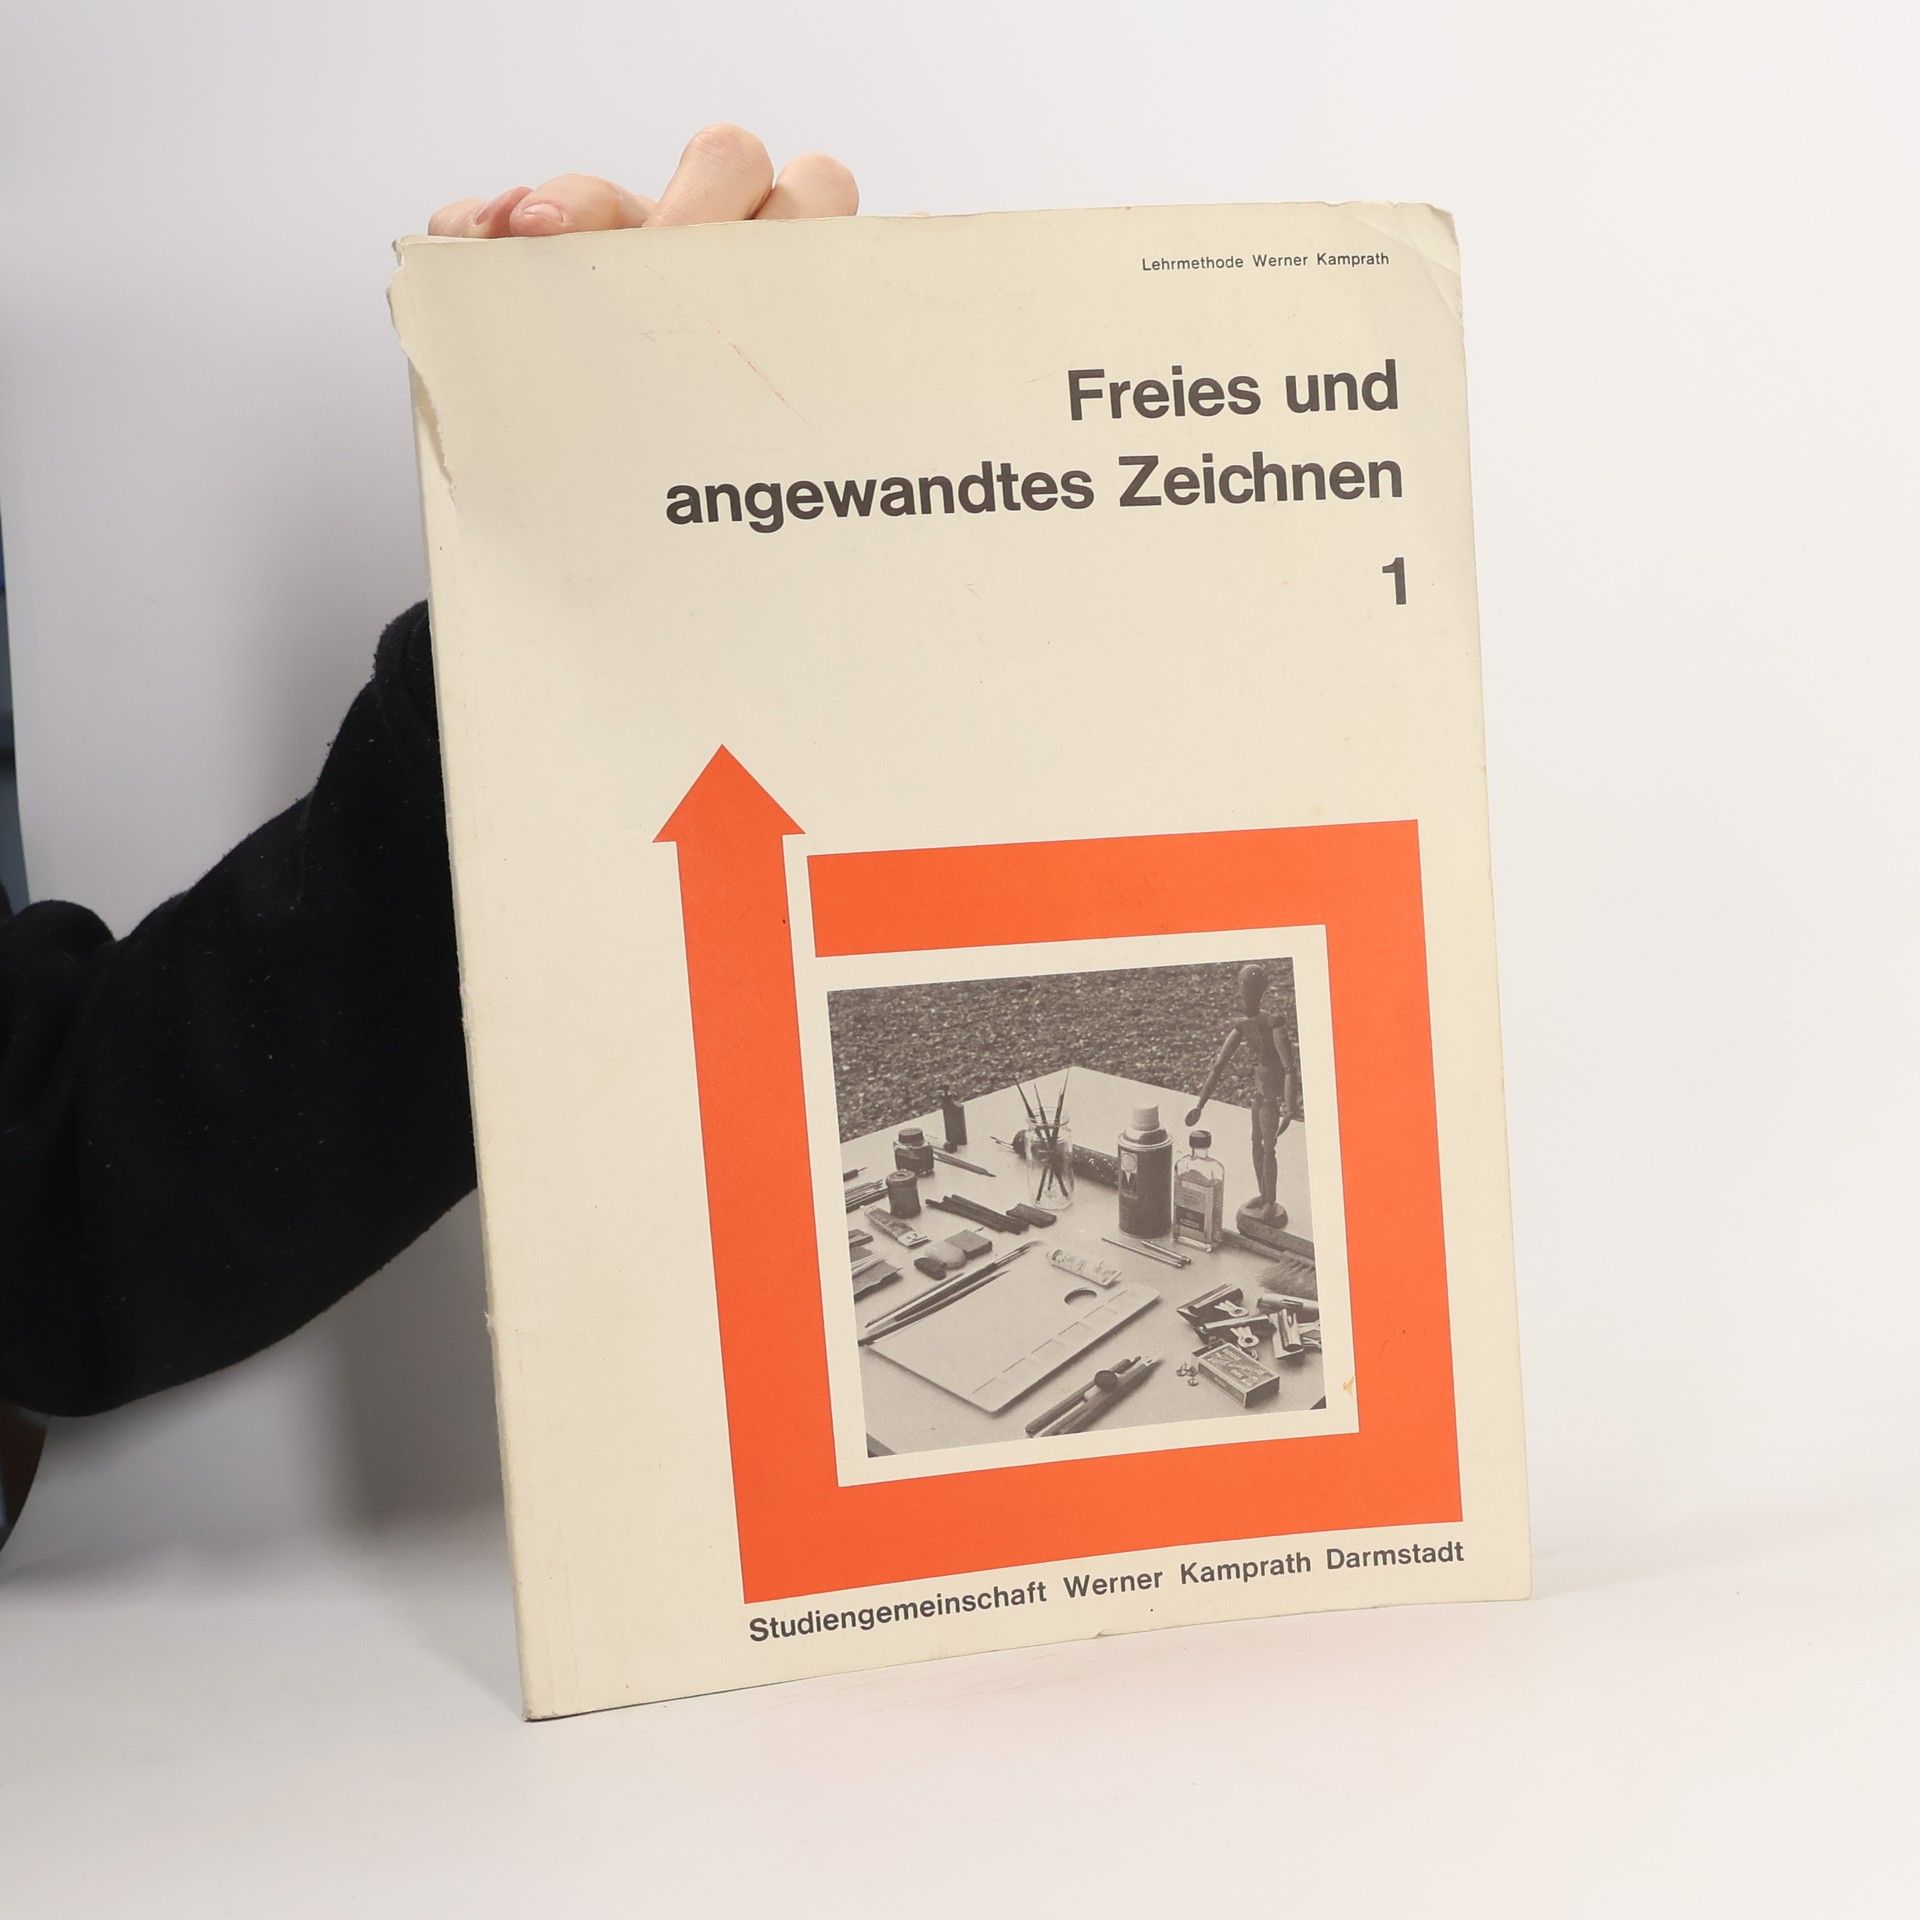 Lehrmethode Werner Kamprath
Freies und
angewandtes Zeichnen
1
Studiengemeinschaft Werner Kamprath Darmstadt